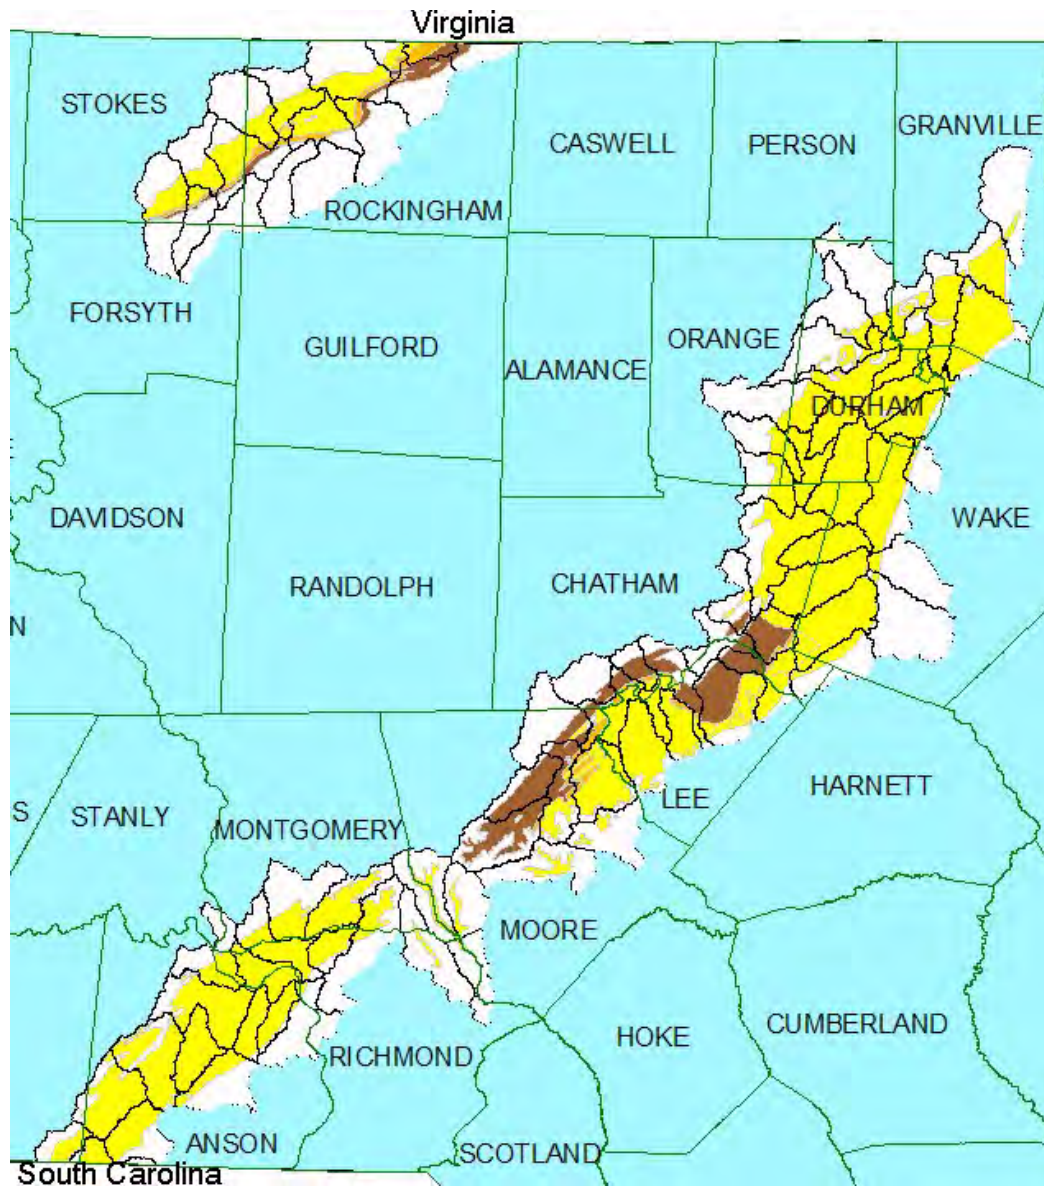 Virginia
STOKES
CASWELL
PERSON
GRANVILLE
ROCKINGHAM
FORSYTH
GUILFORD
ALAMANCE
ORANGE
DURHAM
DAVIDSON
RANDOLPH
CHATHAM
WAKE
N
S
STANLY
MONTGOMERY
LEE
HARNETT
MOORE
RICHMOND
HOKE
CUMBERLAND
ANSON
SCOTLAND
South Carolina